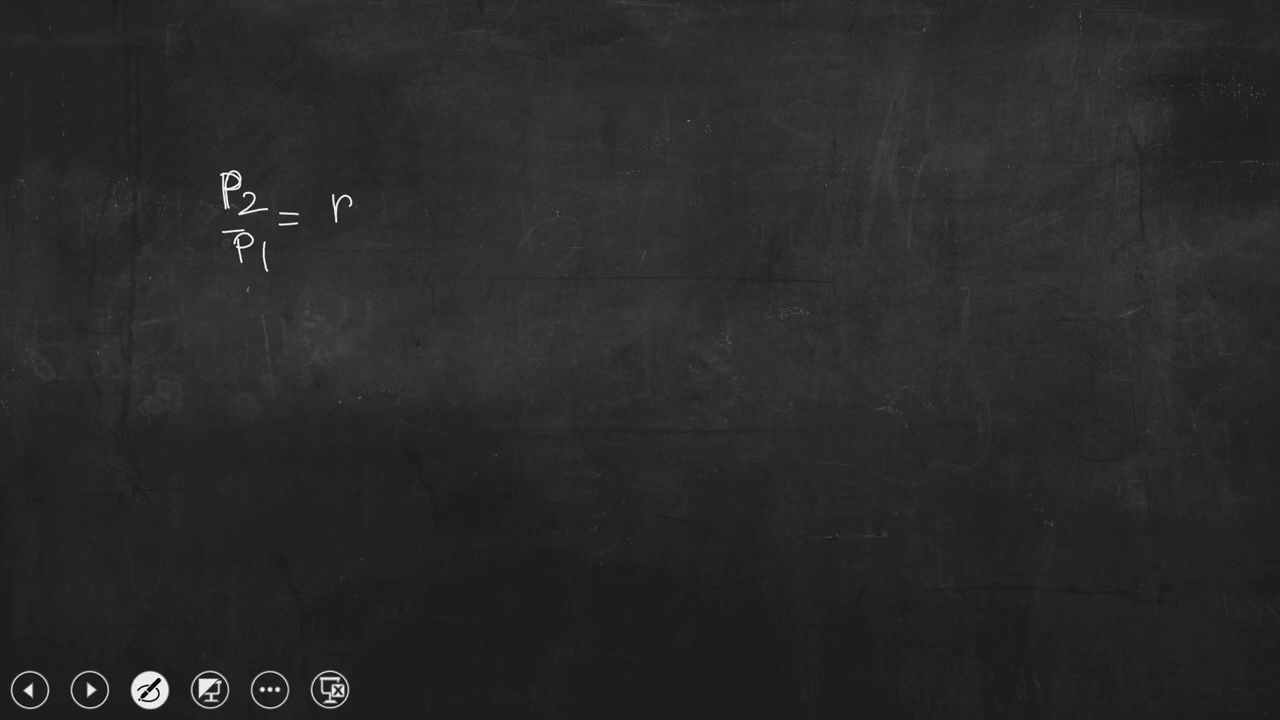 P₂
— = r
P₁